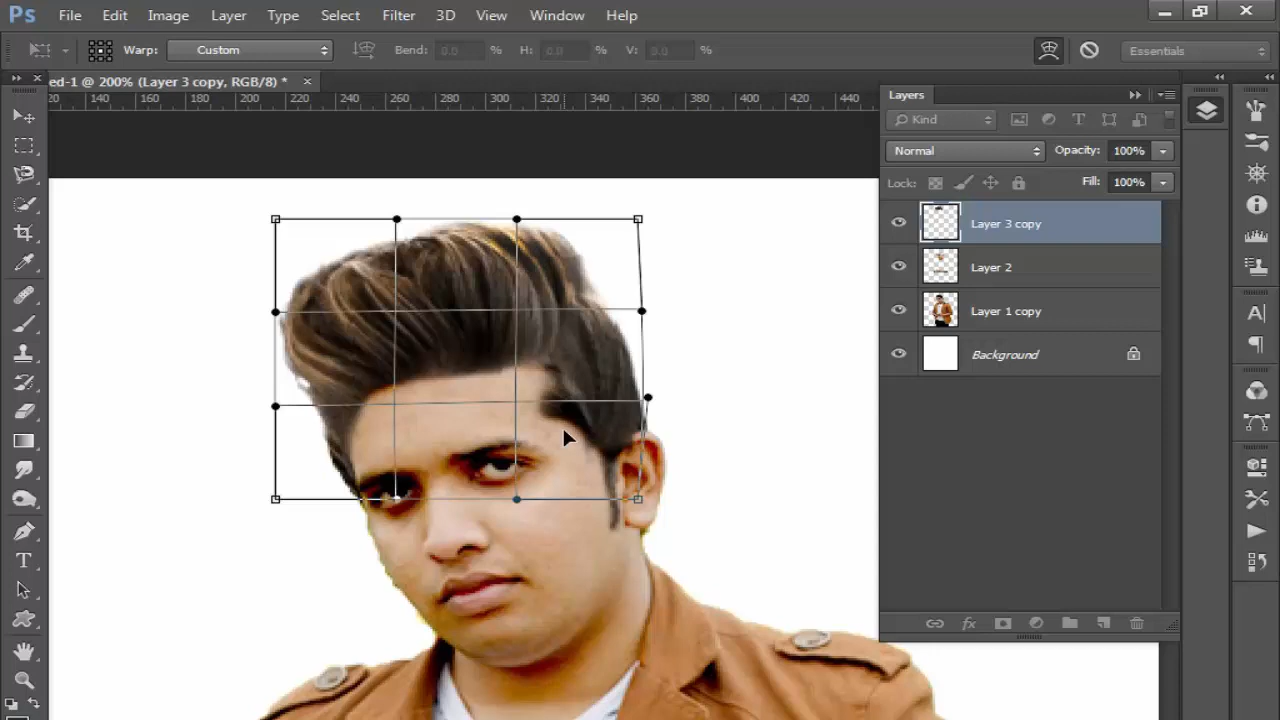 Ps File Edit Image Layer Type Select Filter 3D View Window Help
Warp: Custom Bend: 0.0 % H: 0.0 % V: 0.0 % Essentials
ed-1 @ 200% (Layer 3 copy, RGB/8) * ×
120 140 160 180 200 220 240 260 280 300 320 340 360 380 400 420 440
Layers
Kind
Normal Opacity: 100%
Lock: Fill: 100%
Layer 3 copy
Layer 2
Layer 1 copy
Background